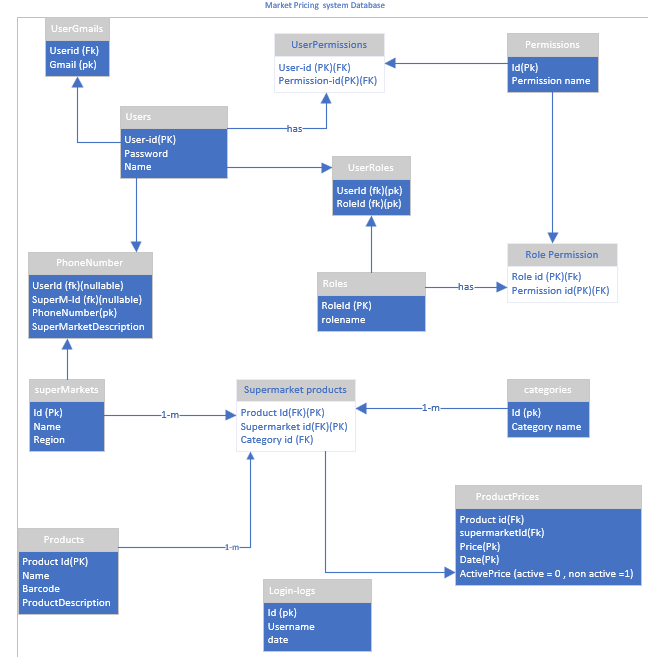 Market Pricing system Database
UserGmails
Userid (Fk)
Gmail (pk)
UserPermissions
User-id (PK)(FK)
Permission-id(PK)(FK)
Permissions
Id(Pk)
Permission name
Users
User-id(PK)
Password
Name
has
UserRoles
UserId (fk)(pk)
RoleId (fk)(pk)
PhoneNumber
UserId (fk)(nullable)
SuperM-Id (fk)(nullable)
PhoneNumber(pk)
SuperMarketDescription
Roles
RoleId (PK)
rolename
has
Role Permission
Role id (PK)(Fk)
Permission id(PK)(FK)
superMarkets
Id (Pk)
Name
Region
1-m
Supermarket products
Product Id(FK)(PK)
Supermarket id(FK)(PK)
Category id (FK)
1-m
categories
Id (pk)
Category name
Products
Product Id(PK)
Name
Barcode
ProductDescription
1-m
ProductPrices
Product id(Fk)
supermarketId(Fk)
Price(Pk)
Date(Pk)
ActivePrice (active = 0 , non active =1)
Login-logs
Id (pk)
Username
date